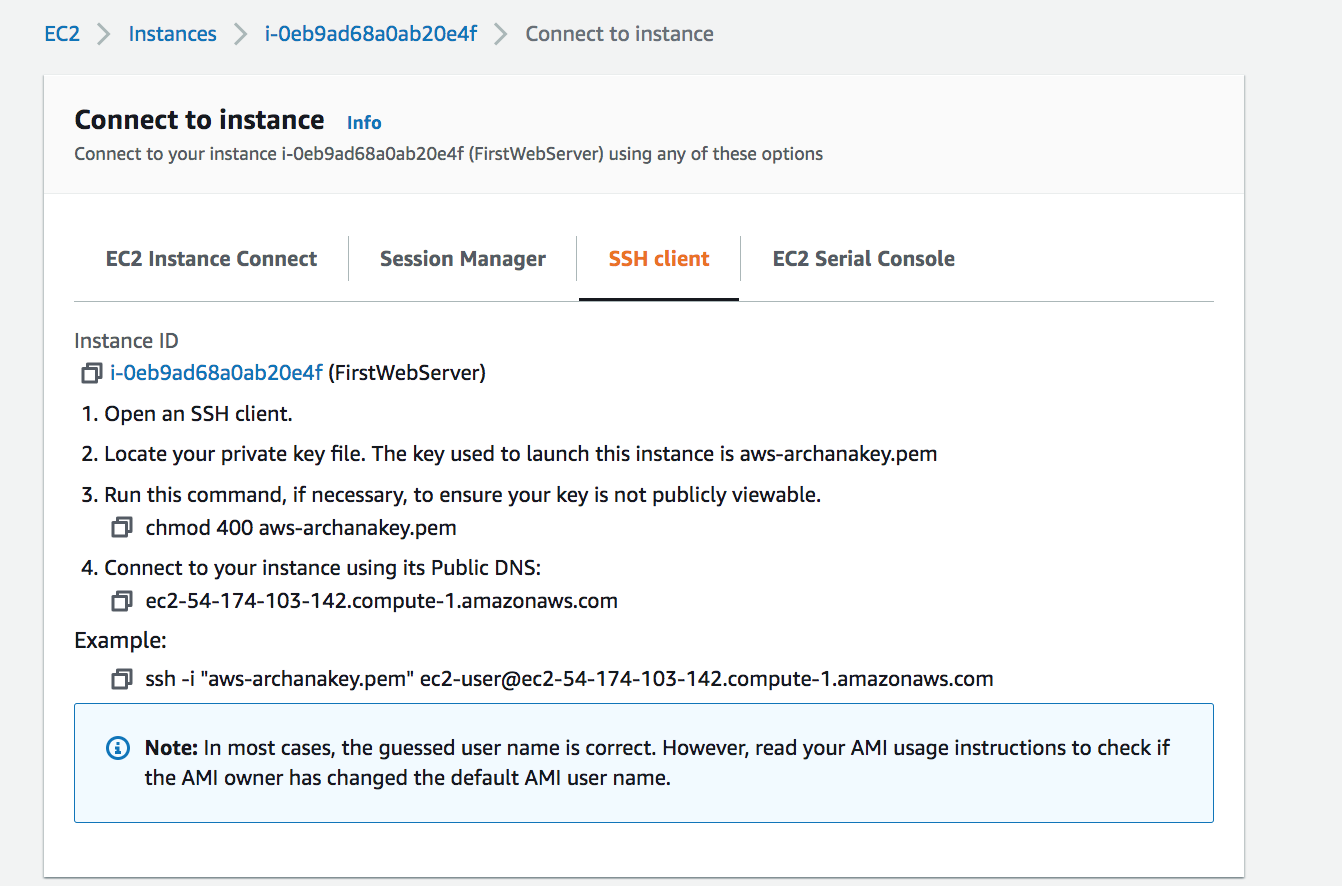 EC2 Instances i-0eb9ad68a0ab20e4f Connect to instance
Connect to instance Info
Connect to your instance i-0eb9ad68a0ab20e4f (FirstWebServer) using any of these options
EC2 Instance Connect Session Manager SSH client EC2 Serial Console
Instance ID
i-0eb9ad68a0ab20e4f (FirstWebServer)
1. Open an SSH client.
2. Locate your private key file. The key used to launch this instance is aws-archanakey.pem
3. Run this command, if necessary, to ensure your key is not publicly viewable.
chmod 400 aws-archanakey.pem
4. Connect to your instance using its Public DNS:
ec2-54-174-103-142.compute-1.amazonaws.com
Example:
ssh -i "aws-archanakey.pem" ec2-user@ec2-54-174-103-142.compute-1.amazonaws.com
Note: In most cases, the guessed user name is correct. However, read your AMI usage instructions to check if
the AMI owner has changed the default AMI user name.